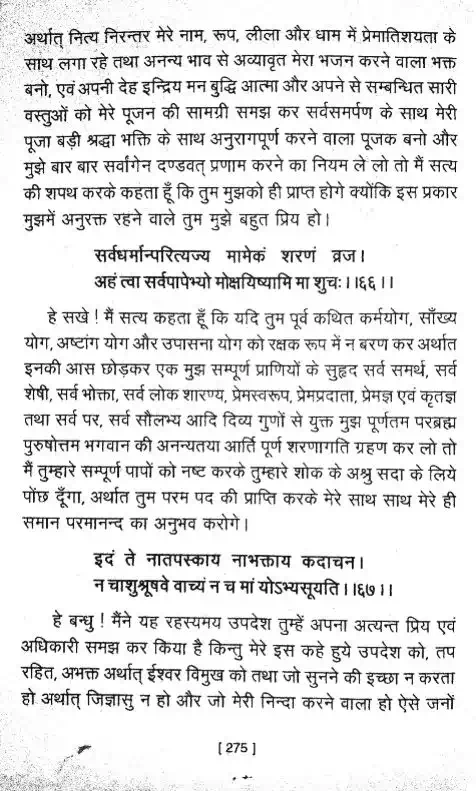 अर्थात् नित्य निरन्तर मेरे नाम, रूप, लीला और धाम में प्रेमातिशयता के
साथ लगा रहे तथा अनन्य भाव से अव्यावृत मेरा भजन करने वाला भक्त
बनो, एवं अपनी देह इन्द्रिय मन बुद्धि आत्मा और अपने से सम्बन्धित सारी
वस्तुओं को मेरे पूजन की सामग्री समझ कर सर्वसमर्पण के साथ मेरी
पूजा बड़ी श्रद्धा भक्ति के साथ अनुरागपूर्ण करने वाला पूजक बनो और
मुझे बार बार सर्वांगेन दण्डवत् प्रणाम करने का नियम ले लो तो मैं सत्य
की शपथ करके कहता हूँ कि तुम मुझको ही प्राप्त होगे क्योंकि इस प्रकार
मुझमें अनुरक्त रहने वाले तुम मुझे बहुत प्रिय हो।
सर्वधर्मान्परित्यज्य मामेकं शरणं व्रज।
अहं त्वा सर्वपापेभ्यो मोक्षयिष्यामि मा शुचः।।६६।।
हे सखे ! मैं सत्य कहता हूँ कि यदि तुम पूर्व कथित कर्मयोग, साँख्य
योग, अष्टांग योग और उपासना योग को रक्षक रूप में न बरण कर अर्थात
इनकी आस छोड़कर एक मुझ सम्पूर्ण प्राणियों के सुहृद सर्व समर्थ, सर्व
शेषी, सर्व भोक्ता, सर्व लोक शारण्य, प्रेमस्वरूप, प्रेमप्रदाता, प्रेमज्ञ एवं कृतज्ञ
तथा सर्व पर, सर्व सौलभ्य आदि दिव्य गुणों से युक्त मुझ पूर्णतम परब्रह्म
पुरुषोत्तम भगवान की अनन्यतया आर्ति पूर्ण शरणागति ग्रहण कर लो तो
मैं तुम्हारे सम्पूर्ण पापों को नष्ट करके तुम्हारे शोक के अश्रु सदा के लिये
पोंछ दूँगा, अर्थात तुम परम पद की प्राप्ति करके मेरे साथ साथ मेरे ही
समान परमानन्द का अनुभव करोगे।
इदं ते नातपस्काय नाभक्ताय कदाचन।
न चाशुश्रूषवे वाच्यं न च मां योऽभ्यसूयति।।६७।।
हे बन्धु ! मैंने यह रहस्यमय उपदेश तुम्हें अपना अत्यन्त प्रिय एवं
अधिकारी समझ कर किया है किन्तु मेरे इस कहे हुये उपदेश को, तप
रहित, अभक्त अर्थात् ईश्वर विमुख को तथा जो सुनने की इच्छा न करता
हो अर्थात् जिज्ञासु न हो और जो मेरी निन्दा करने वाला हो ऐसे जनों
[ 275 ]